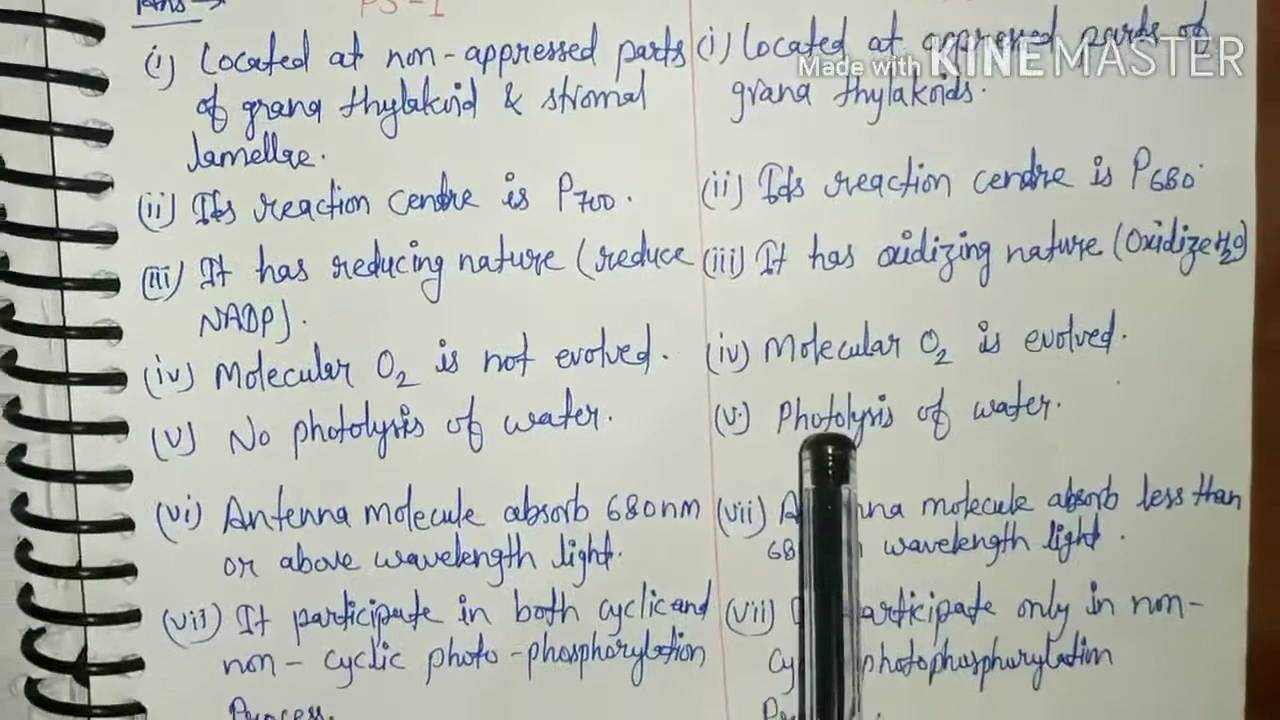 Ans →
PS-I
(i) Located at non-appressed parts
of grana thylakoid & stromal
lamellae.
(ii) Its reaction centre is P700.
(iii) It has reducing nature (reduce
NADP).
(iv) Molecular O2 is not evolved.
(v) No photolysis of water.
(vi) Antenna molecule absorb 680nm
or above wavelength light.
(vii) It participate in both cyclic and
non-cyclic photo-phosphorylation
Process.
(i) Located at appressed parts of
grana thylakoids.
(ii) Its reaction centre is P680.
(iii) It has oxidizing nature (Oxidize H2O)
(iv) Molecular O2 is evolved.
(v) Photolysis of water.
(vii) molecule absorb less than
wavelength light.
(vii) participate only in non-
photophosphorylation
Made with KINEMASTER